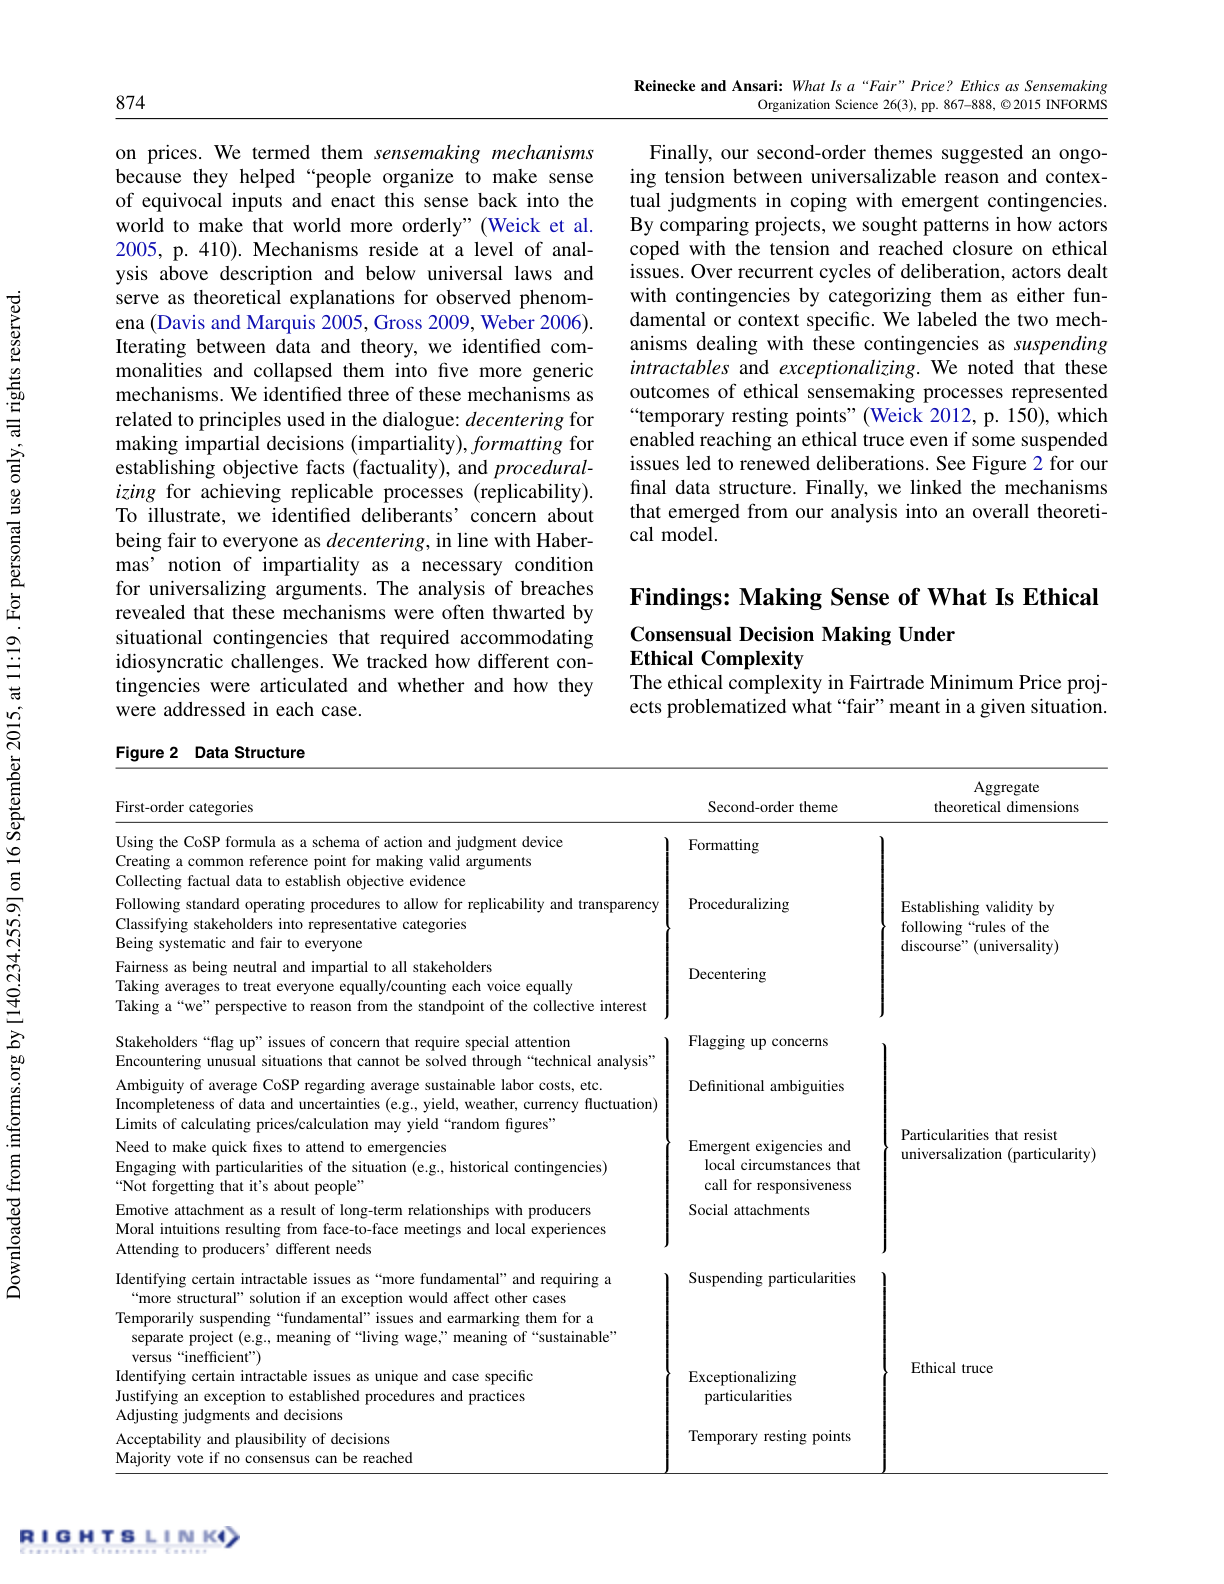 Reinecke and Ansari: What Is a “Fair” Price? Ethics as Sensemaking
874
Organization Science 26(3), pp. 867–888, © 2015 INFORMS
on prices. We termed them sensemaking mechanisms
because they helped “people organize to make sense
of equivocal inputs and enact this sense back into the
world to make that world more orderly” (Weick et al.
2005, p. 410). Mechanisms reside at a level of anal-
ysis above description and below universal laws and
serve as theoretical explanations for observed phenom-
ena (Davis and Marquis 2005, Gross 2009, Weber 2006).
Iterating between data and theory, we identified com-
monalities and collapsed them into five more generic
mechanisms. We identified three of these mechanisms as
related to principles used in the dialogue: decentering for
making impartial decisions (impartiality), formatting for
establishing objective facts (factuality), and procedural-
izing for achieving replicable processes (replicability).
To illustrate, we identified deliberants’ concern about
being fair to everyone as decentering, in line with Haber-
mas’ notion of impartiality as a necessary condition
for universalizing arguments. The analysis of breaches
revealed that these mechanisms were often thwarted by
situational contingencies that required accommodating
idiosyncratic challenges. We tracked how different con-
tingencies were articulated and whether and how they
were addressed in each case.
Finally, our second-order themes suggested an ongo-
ing tension between universalizable reason and contex-
tual judgments in coping with emergent contingencies.
By comparing projects, we sought patterns in how actors
coped with the tension and reached closure on ethical
issues. Over recurrent cycles of deliberation, actors dealt
with contingencies by categorizing them as either fun-
damental or context specific. We labeled the two mech-
anisms dealing with these contingencies as suspending
intractables and exceptionalizing. We noted that these
outcomes of ethical sensemaking processes represented
“temporary resting points” (Weick 2012, p. 150), which
enabled reaching an ethical truce even if some suspended
issues led to renewed deliberations. See Figure 2 for our
final data structure. Finally, we linked the mechanisms
that emerged from our analysis into an overall theoreti-
cal model.
Findings: Making Sense of What Is Ethical
Consensual Decision Making Under
Ethical Complexity
The ethical complexity in Fairtrade Minimum Price proj-
ects problematized what “fair” meant in a given situation.
Figure 2 Data Structure
First-order categories
Second-order theme
Aggregate
theoretical dimensions
Using the CoSP formula as a schema of action and judgment device
Creating a common reference point for making valid arguments
Collecting factual data to establish objective evidence
Formatting
Following standard operating procedures to allow for replicability and transparency
Classifying stakeholders into representative categories
Being systematic and fair to everyone
Proceduralizing
Fairness as being neutral and impartial to all stakeholders
Taking averages to treat everyone equally/counting each voice equally
Taking a “we” perspective to reason from the standpoint of the collective interest
Decentering
Establishing validity by
following “rules of the
discourse” (universality)
Stakeholders “flag up” issues of concern that require special attention
Encountering unusual situations that cannot be solved through “technical analysis”
Flagging up concerns
Ambiguity of average CoSP regarding average sustainable labor costs, etc.
Incompleteness of data and uncertainties (e.g., yield, weather, currency fluctuation)
Limits of calculating prices/calculation may yield “random figures”
Definitional ambiguities
Need to make quick fixes to attend to emergencies
Engaging with particularities of the situation (e.g., historical contingencies)
“Not forgetting that it’s about people”
Emergent exigencies and
local circumstances that
call for responsiveness
Emotive attachment as a result of long-term relationships with producers
Moral intuitions resulting from face-to-face meetings and local experiences
Attending to producers’ different needs
Social attachments
Particularities that resist
universalization (particularity)
Identifying certain intractable issues as “more fundamental” and requiring a
“more structural” solution if an exception would affect other cases
Temporarily suspending “fundamental” issues and earmarking them for a
separate project (e.g., meaning of “living wage,” meaning of “sustainable”
versus “inefficient”)
Suspending particularities
Identifying certain intractable issues as unique and case specific
Justifying an exception to established procedures and practices
Adjusting judgments and decisions
Exceptionalizing
particularities
Acceptability and plausibility of decisions
Majority vote if no consensus can be reached
Temporary resting points
Ethical truce
Downloaded from informs.org by [140.234.255.9] on 16 September 2015, at 11:19 . For personal use only, all rights reserved.
RIGHTSLINK
Copyright Clearance Center